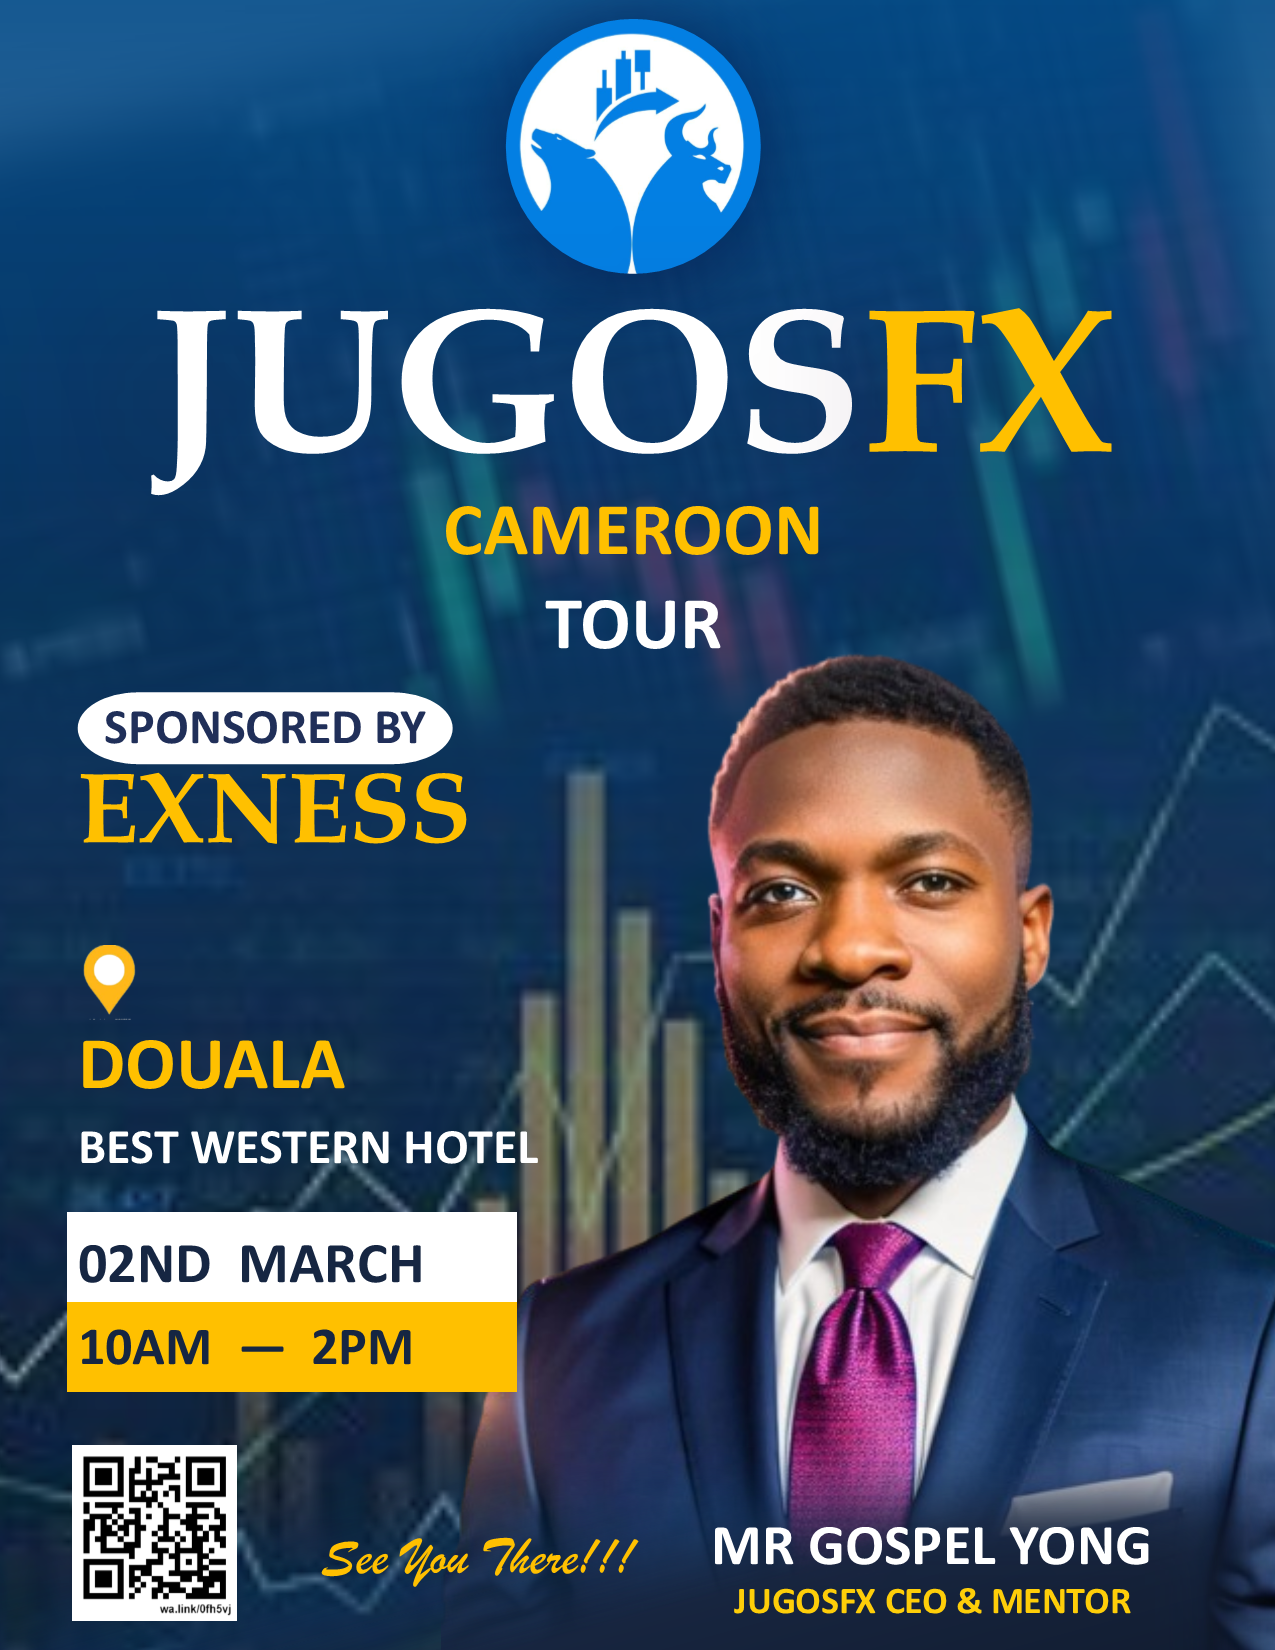 JUGOSFX
CAMEROON
TOUR
SPONSORED BY
EXNESS
DOUALA
BEST WESTERN HOTEL
02ND MARCH
10AM — 2PM
wa.link/0fh5vj
See You There!!!
MR GOSPEL YONG
JUGOSFX CEO & MENTOR